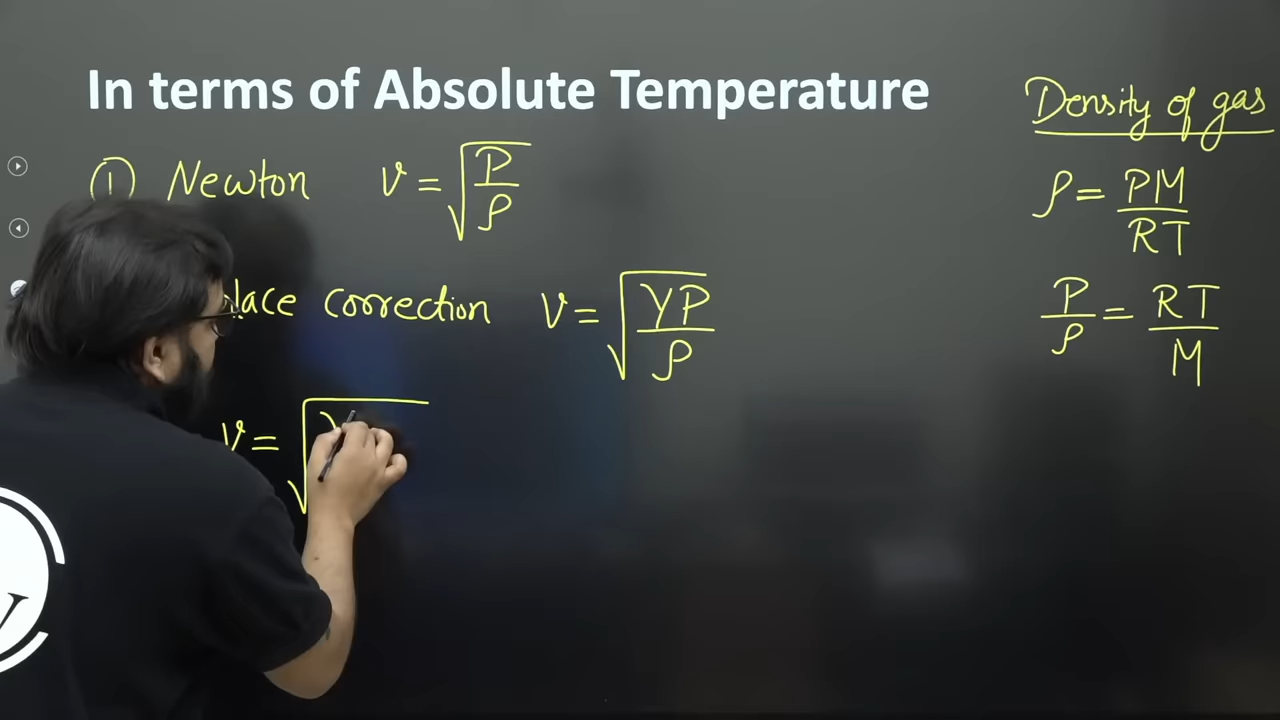 In terms of Absolute Temperature
① Newton v = √(P/ρ)
lace correction v = √(γP/ρ)
v = √γ
Density of gas
ρ = PM/RT
P/ρ = RT/M